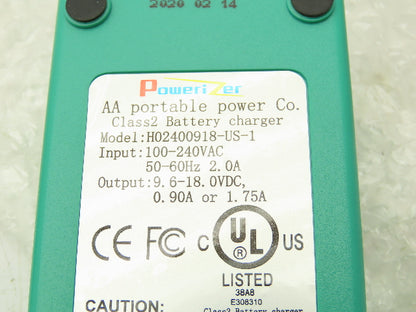 2020 02 14
Powerizer
AA portable power Co.
Class2 Battery charger
Model:H02400918-US-1
Input:100-240VAC
50-60Hz 2.0A
Output:9.6-18.0VDC,
0.90A or 1.75A
CE FCC C UL ® US
LISTED
38A8
E308310
CAUTION: Class2 Battery charger